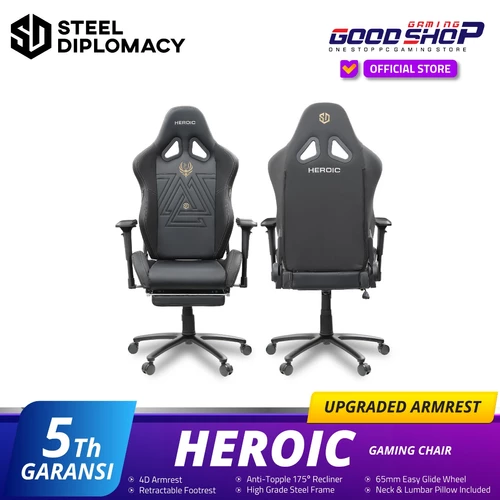 STEEL
DIPLOMACY
GAMING
GOODSHOP
ONE STOP PC GAMING STORE
OFFICIAL STORE
HEROIC
HEROIC
UPGRADED ARMREST
5Th
GARANSI
HEROIC GAMING CHAIR
4D Armrest
Retractable Footrest
Anti-Topple 175° Recliner
High Grade Steel Frame
65mm Easy Glide Wheel
Neck & Lumbar Pillow Included